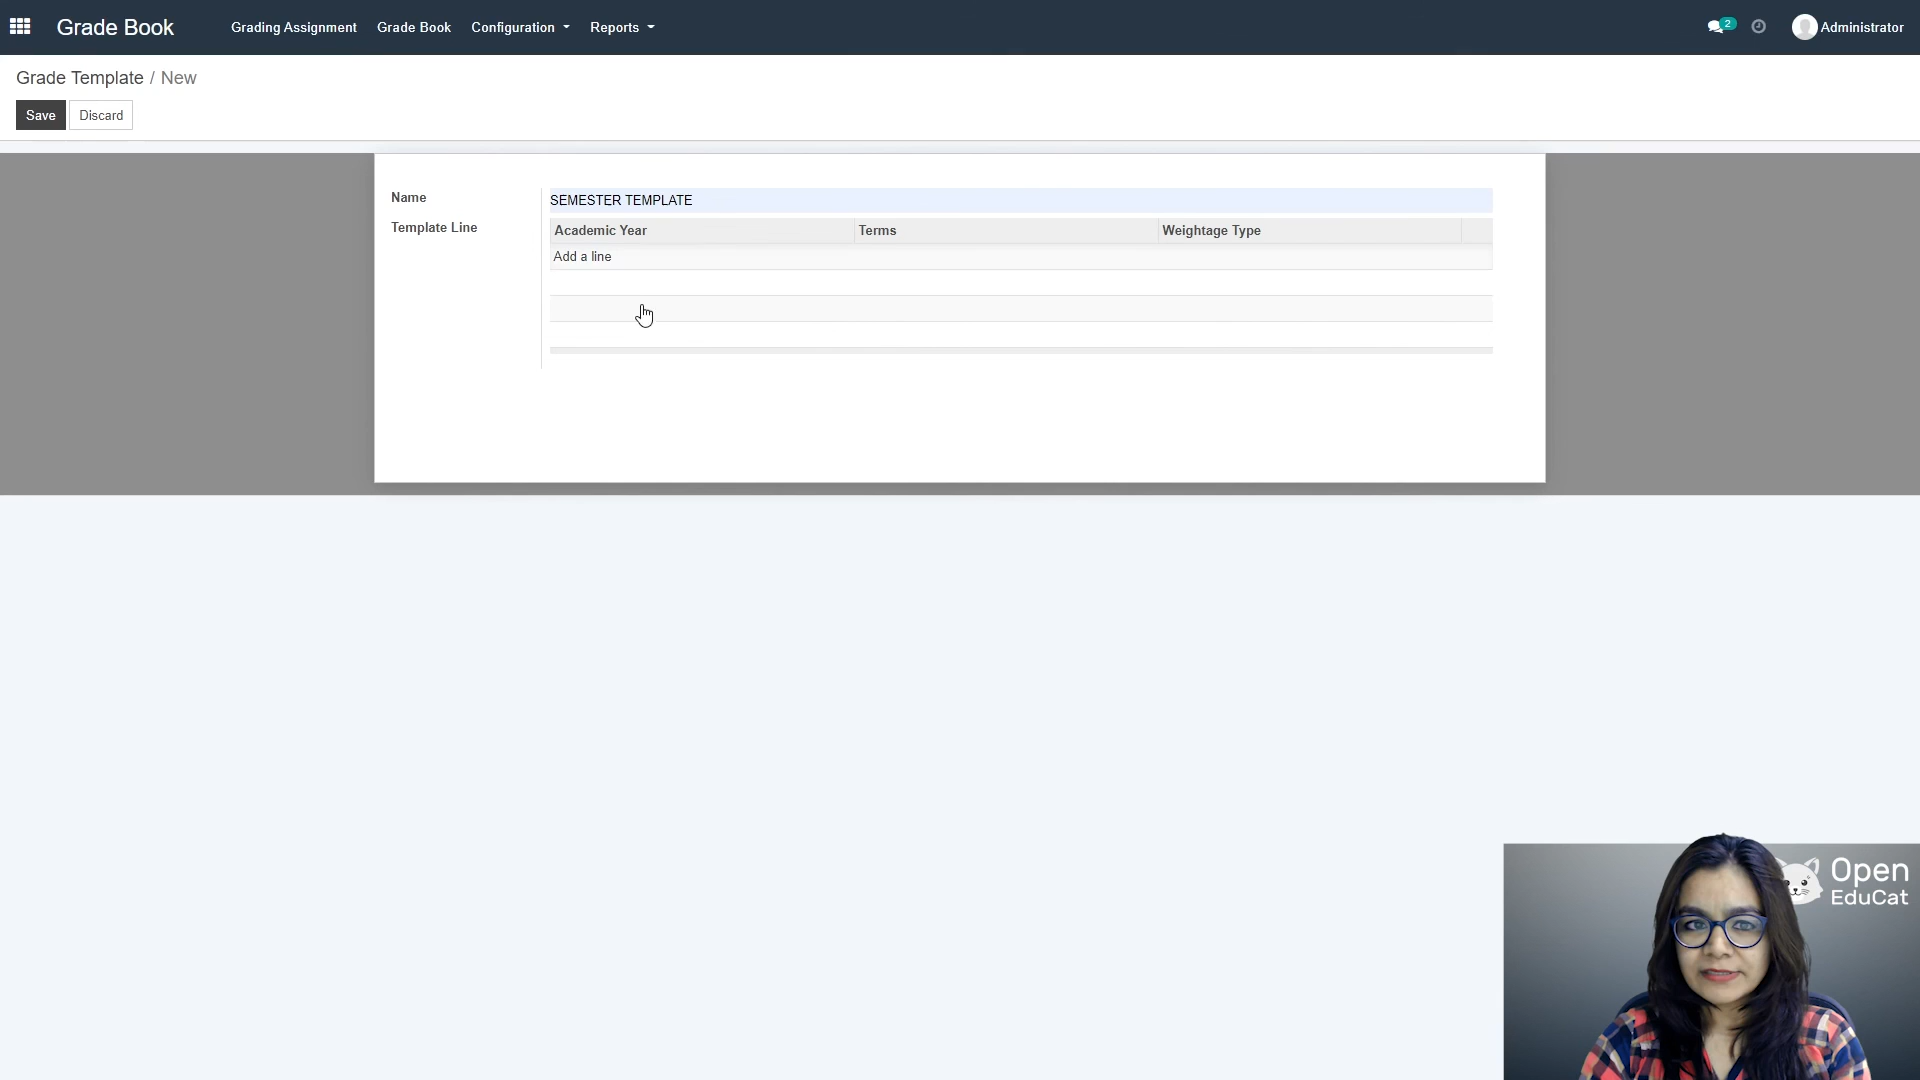 Grade Book
Grading Assignment
Grade Book
Configuration
Reports
2
Administrator
Grade Template / New
Save
Discard
Name
SEMESTER TEMPLATE
Template Line
Academic Year
Terms
Weightage Type
Add a line
Open
EduCat